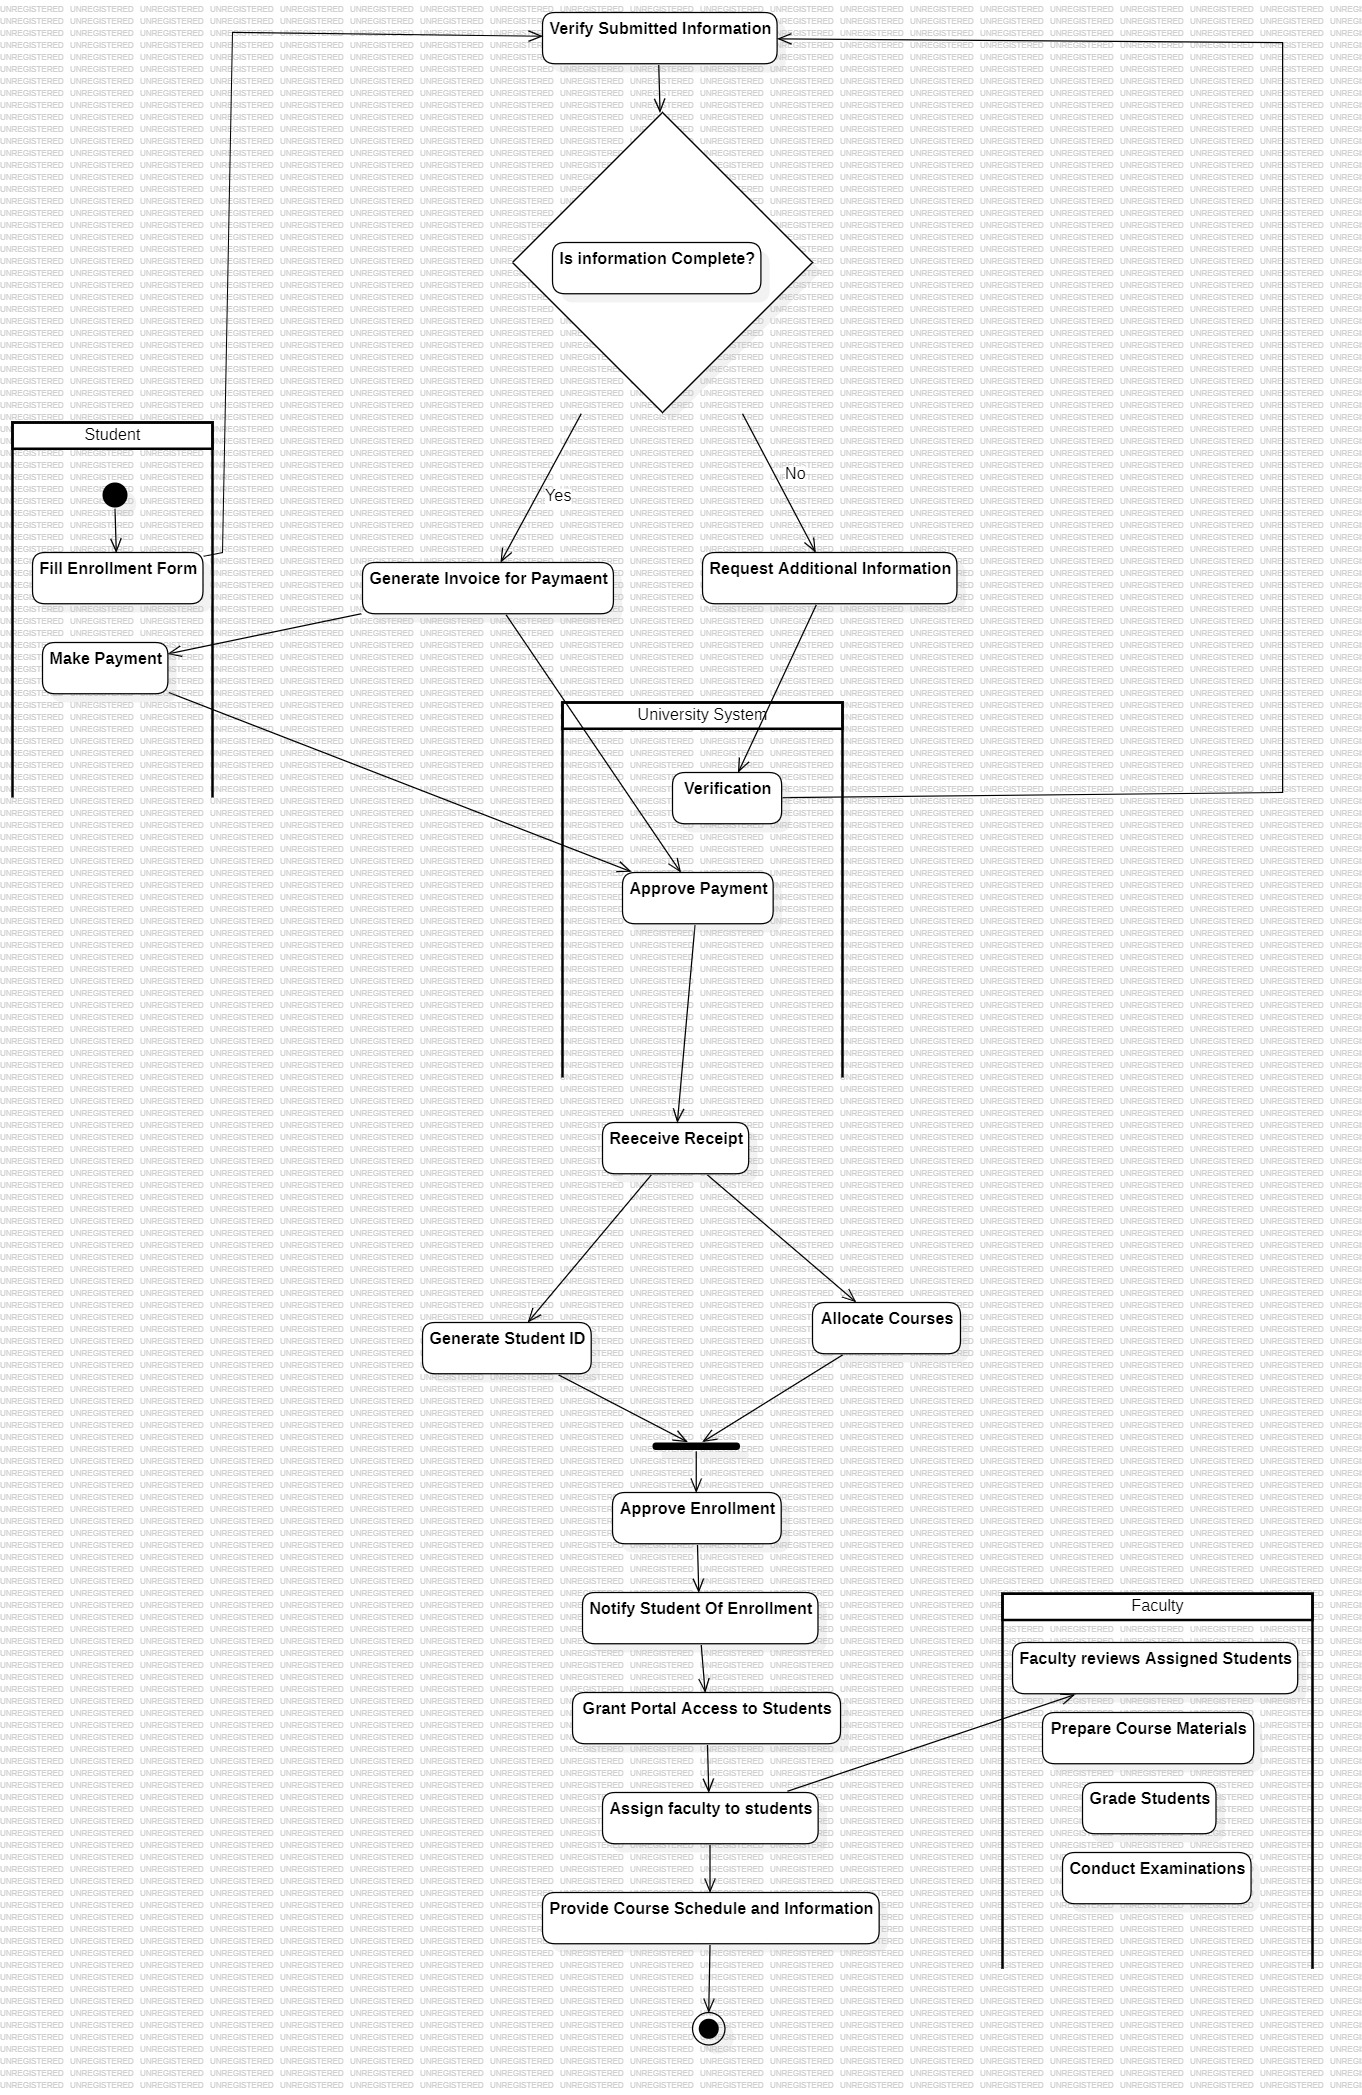 Verify Submitted Information
Is information Complete?
Student
No
Yes
Fill Enrollment Form
Generate Invoice for Paymaent
Request Additional Information
Make Payment
University System
Verification
Approve Payment
Reeceive Receipt
Generate Student ID
Allocate Courses
Approve Enrollment
Notify Student Of Enrollment
Faculty
Faculty reviews Assigned Students
Grant Portal Access to Students
Prepare Course Materials
Assign faculty to students
Grade Students
Conduct Examinations
Provide Course Schedule and Information
UNREGISTERED